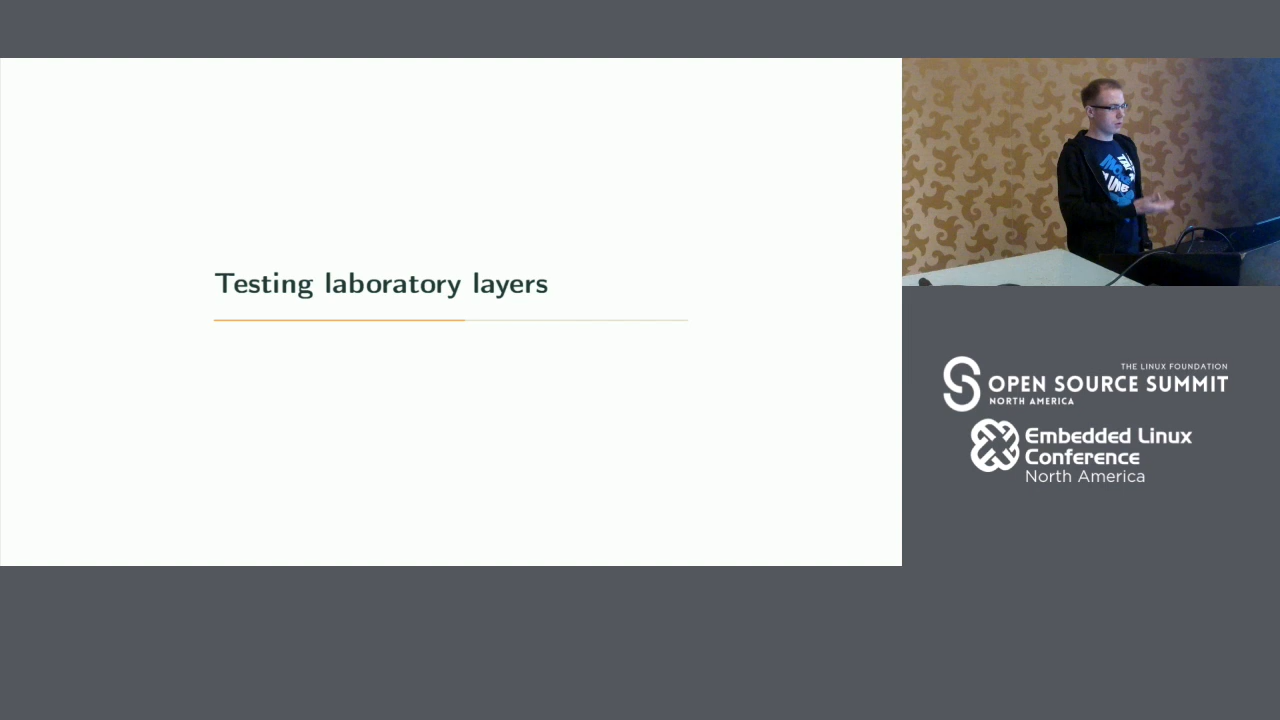 Testing laboratory layers
THE LINUX FOUNDATION
OPEN SOURCE SUMMIT
NORTH AMERICA
Embedded Linux
Conference
North America